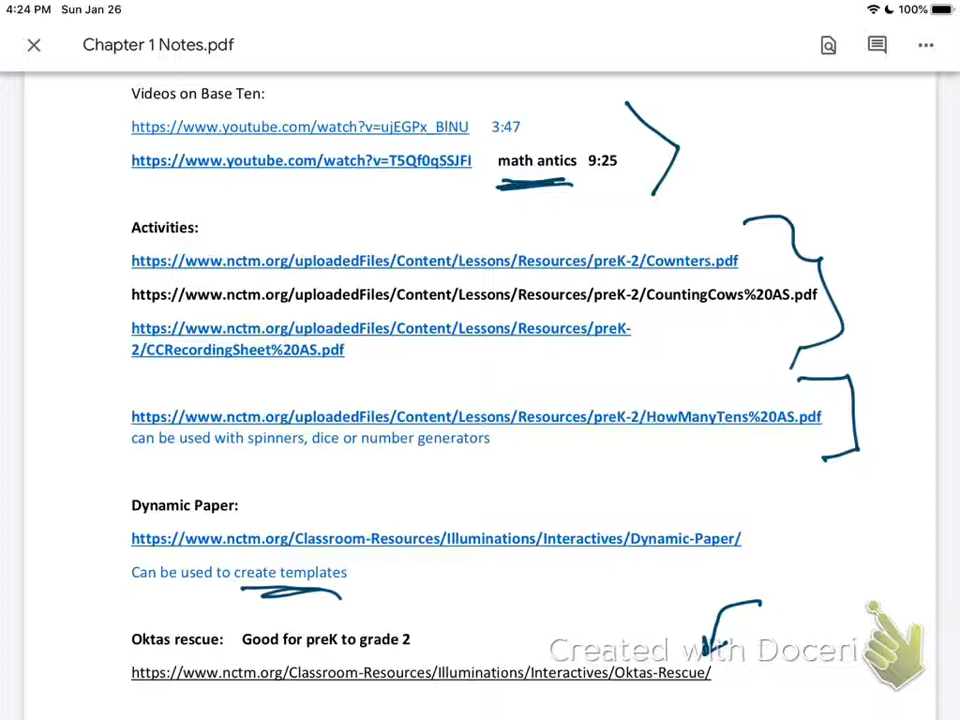 4:24 PM Sun Jan 26 100%
Chapter 1 Notes.pdf
Videos on Base Ten:
https://www.youtube.com/watch?v=ujEGPx_BlNU 3:47
https://www.youtube.com/watch?v=T5Qf0qSSJFI math antics 9:25
Activities:
https://www.nctm.org/uploadedFiles/Content/Lessons/Resources/preK-2/Cownters.pdf
https://www.nctm.org/uploadedFiles/Content/Lessons/Resources/preK-2/CountingCows%20AS.pdf
https://www.nctm.org/uploadedFiles/Content/Lessons/Resources/preK-
2/CCRecordingSheet%20AS.pdf
https://www.nctm.org/uploadedFiles/Content/Lessons/Resources/preK-2/HowManyTens%20AS.pdf
can be used with spinners, dice or number generators
Dynamic Paper:
https://www.nctm.org/Classroom-Resources/Illuminations/Interactives/Dynamic-Paper/
Can be used to create templates
Oktas rescue: Good for preK to grade 2
Created with Doceri
https://www.nctm.org/Classroom-Resources/Illuminations/Interactives/Oktas-Rescue/